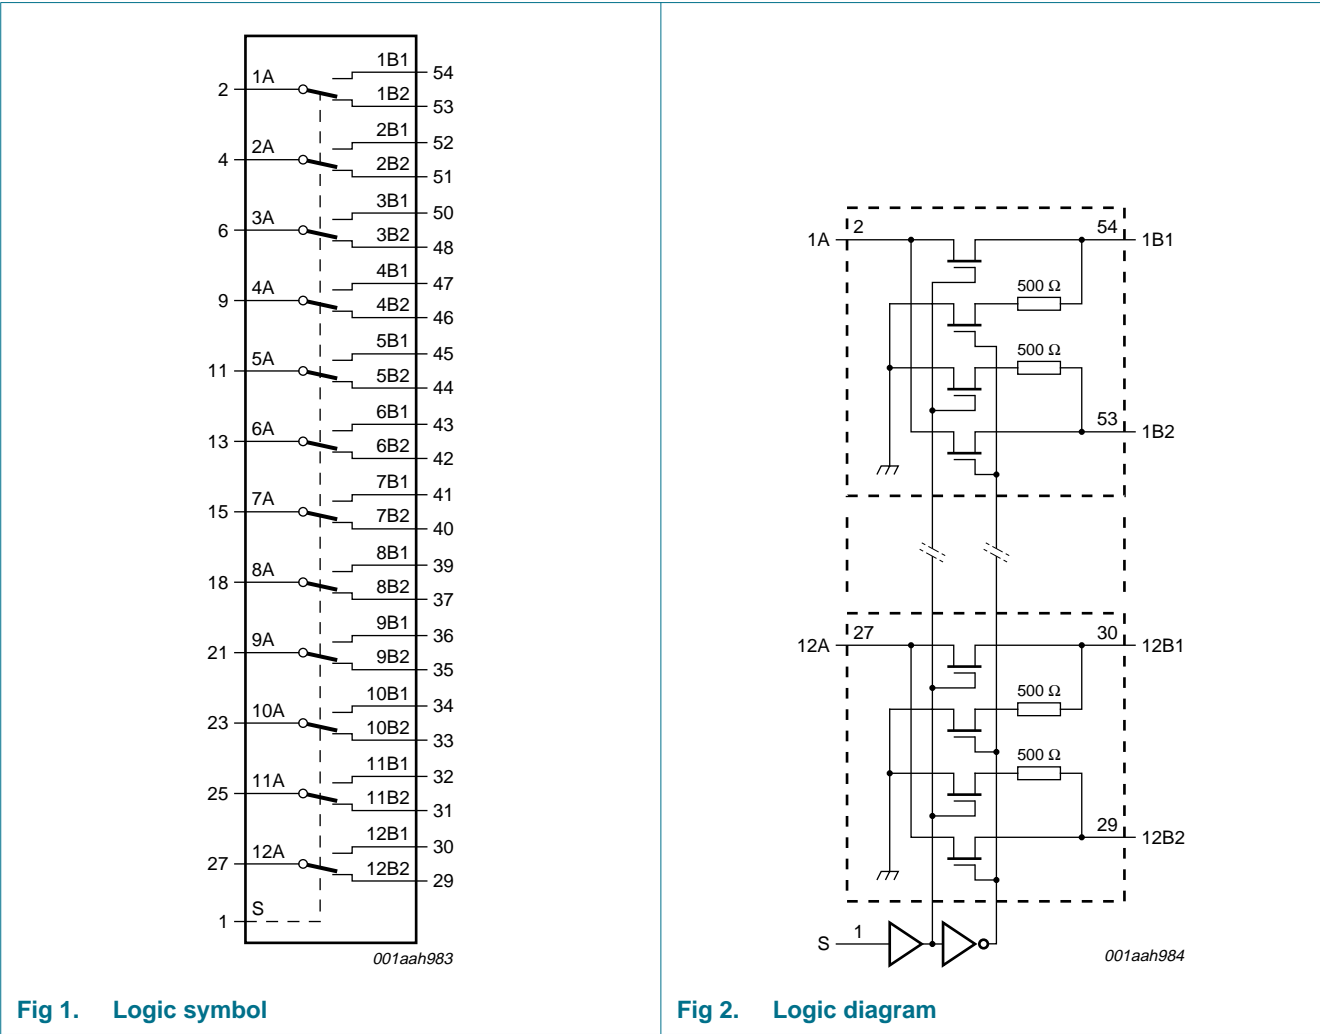 1B1
54
2
1A
1B2
53
2B1
52
4
2A
2B2
51
3B1
50
6
3A
3B2
48
4B1
47
9
4A
4B2
46
5B1
45
11
5A
5B2
44
6B1
43
13
6A
6B2
42
7B1
41
15
7A
7B2
40
8B1
39
18
8A
8B2
37
9B1
36
21
9A
9B2
35
10B1
34
23
10A
10B2
33
11B1
32
25
11A
11B2
31
12B1
30
27
12A
12B2
29
1
S
001aah983
Fig 1. Logic symbol
1A
2
54
1B1
500 Ω
500 Ω
53
1B2
12A
27
30
12B1
500 Ω
500 Ω
29
12B2
S
1
001aah984
Fig 2. Logic diagram